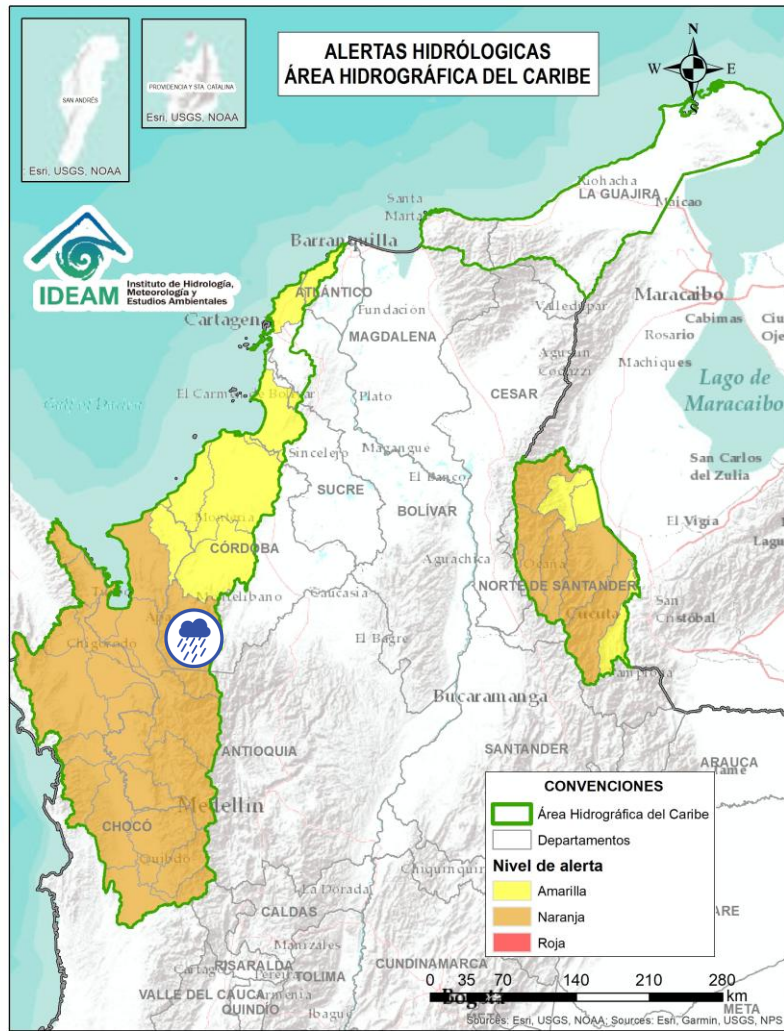 ALERTAS HIDRÓLOGICAS
ÁREA HIDROGRÁFICA DEL CARIBE
N
W
E
S
SAN ANDRÉS
Esri, USGS, NOAA
PROVIDENCIA Y STA. CATALINA
Esri, USGS, NOAA
IDEAM
Instituto de Hidrología,
Meteorología y
Estudios Ambientales
Riohacha
LA GUAJIRA
Maicao
Santa
Marta
Barranquilla
ATLÁNTICO
Cartagena
Fundación
MAGDALENA
Valledupar
Maracaibo
Cabimas
Rosario
Machiques
Agustín
Codazzi
CESAR
Lago de
Maracaibo
El Carmen de Bolívar
Plato
Sincelejo
Magangue
San Carlos
del Zulia
El Banco
SUCRE
BOLÍVAR
Montería
CÓRDOBA
El Vigía
Aguachica
Ocaña
NORTE DE SANTANDER
Montelibano
Caucasia
Cúcuta
San
Cristóbal
Chigorodó
El Bagre
Pamplona
Bucaramanga
ANTIOQUIA
SANTANDER
ARAUCA
Medellín
CHOCÓ
Quibdó
La Dorada
CALDAS
Manizales
RISARALDA
Pereira
TOLIMA
CUNDINAMARCA
VALLE DEL CAUCA
Armenia
QUINDÍO
Ibagué
Bogotá
META
META
CONVENCIONES
Área Hidrográfica del Caribe
Departamentos
Nivel de alerta
Amarilla
Naranja
Roja
0 35 70 140 210 280
km
Sources: Esri, USGS, NOAA; Sources: Esri, Garmin, USGS, NPS